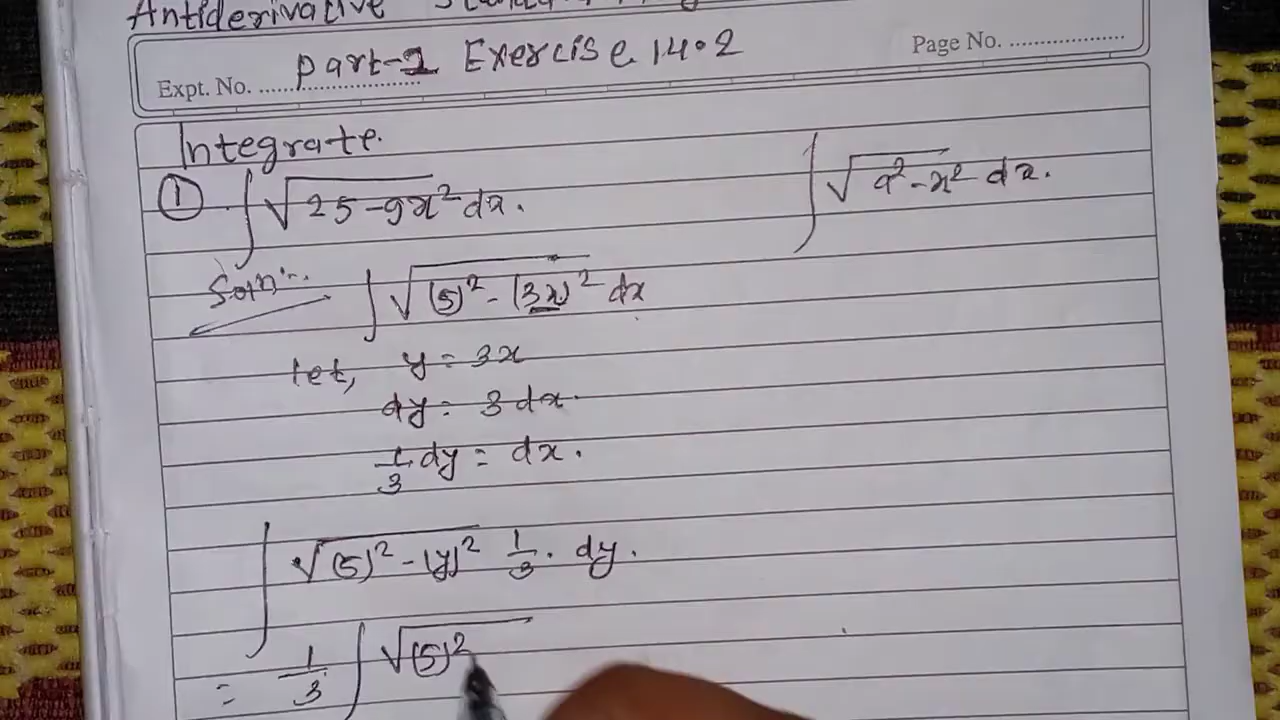 Antiderivative
Expt. No. Part-1 Exercise 14.2 Page No.
Integrate.
① ∫√25-9x² dx. ∫√a²-x² dx.
Soln:- ∫√(5)² - (3x)² dx
let, y = 3x
dy = 3 dx.
1/3 dy = dx.
∫√(5)² - (y)² 1/3 . dy.
= 1/3 ∫√(5)²